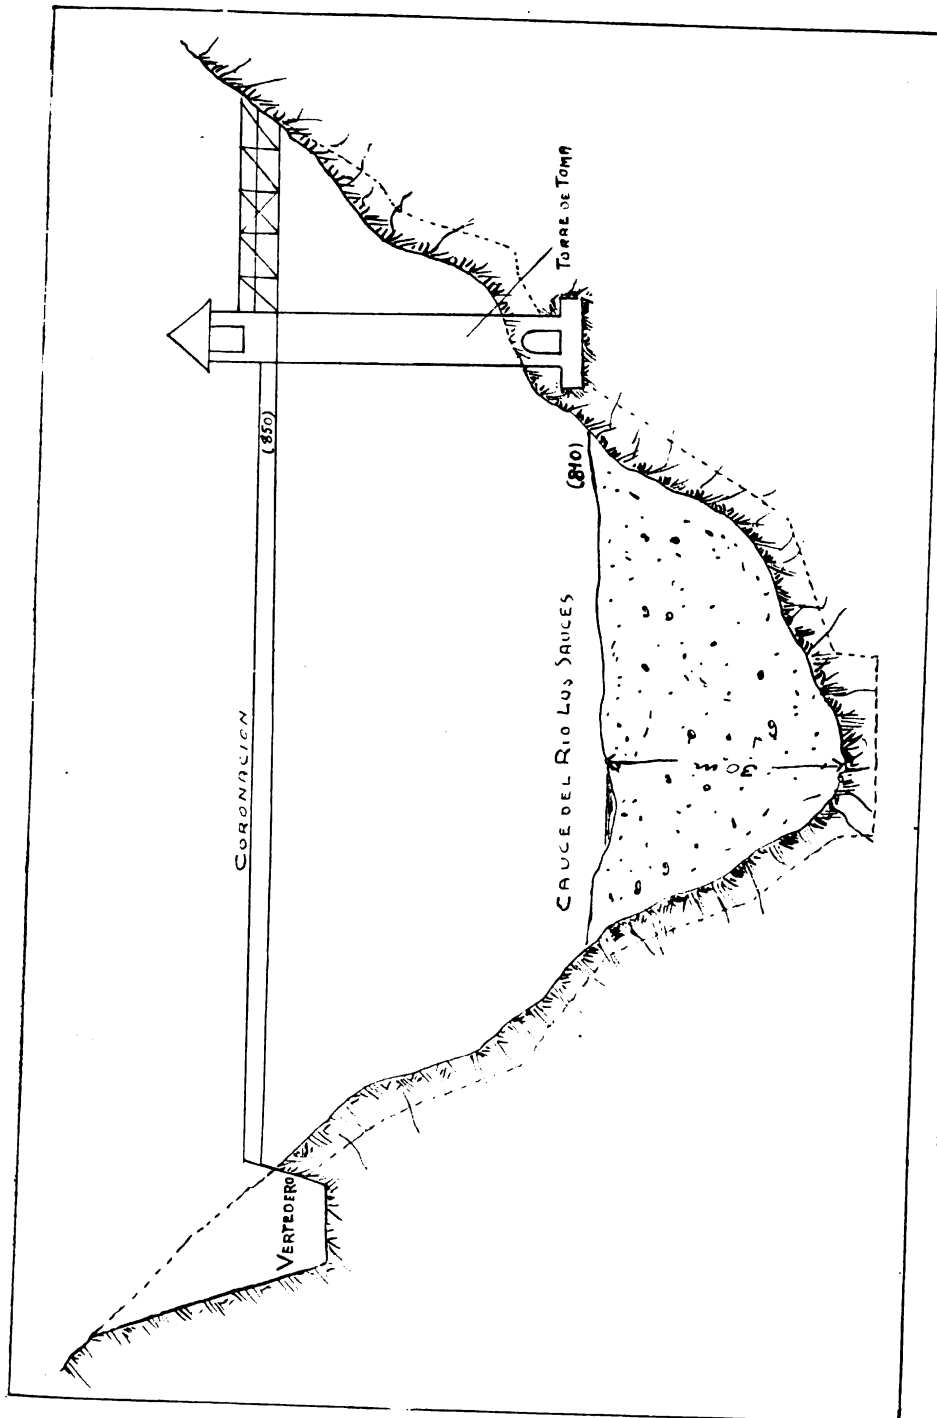 TORRE DE TOMA
(850)
(810)
CORONACION
CAUCE DEL RIO LOS SAUCES
30 m
VERTEDERO